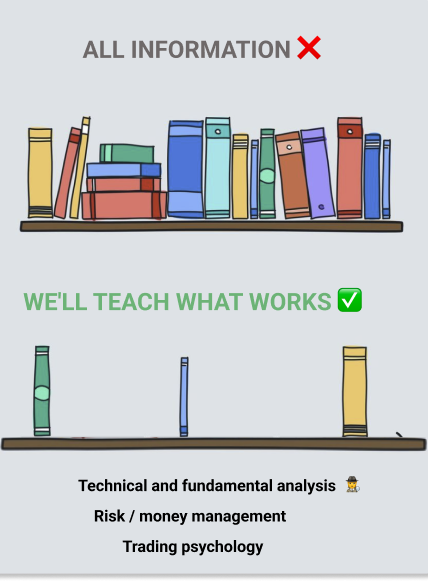 ALL INFORMATION ❌
WE'LL TEACH WHAT WORKS ✅
Technical and fundamental analysis 🕵️
Risk / money management
Trading psychology